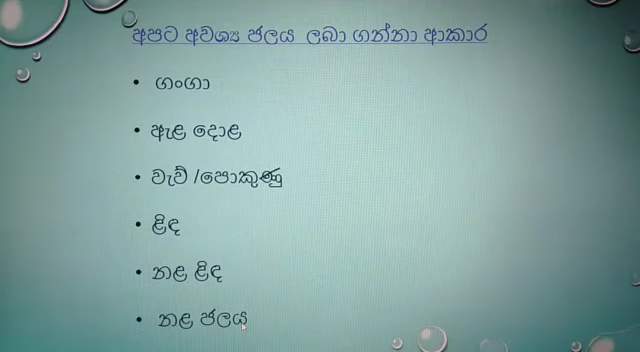 අපට අවශ්‍ය ජලය ලබා ගන්නා ආකාර
• ගංගා
• ඇළ දොළ
• වැව් /පොකුණු
• ළිඳ
• නළ ළිඳ
• නළ ජලය